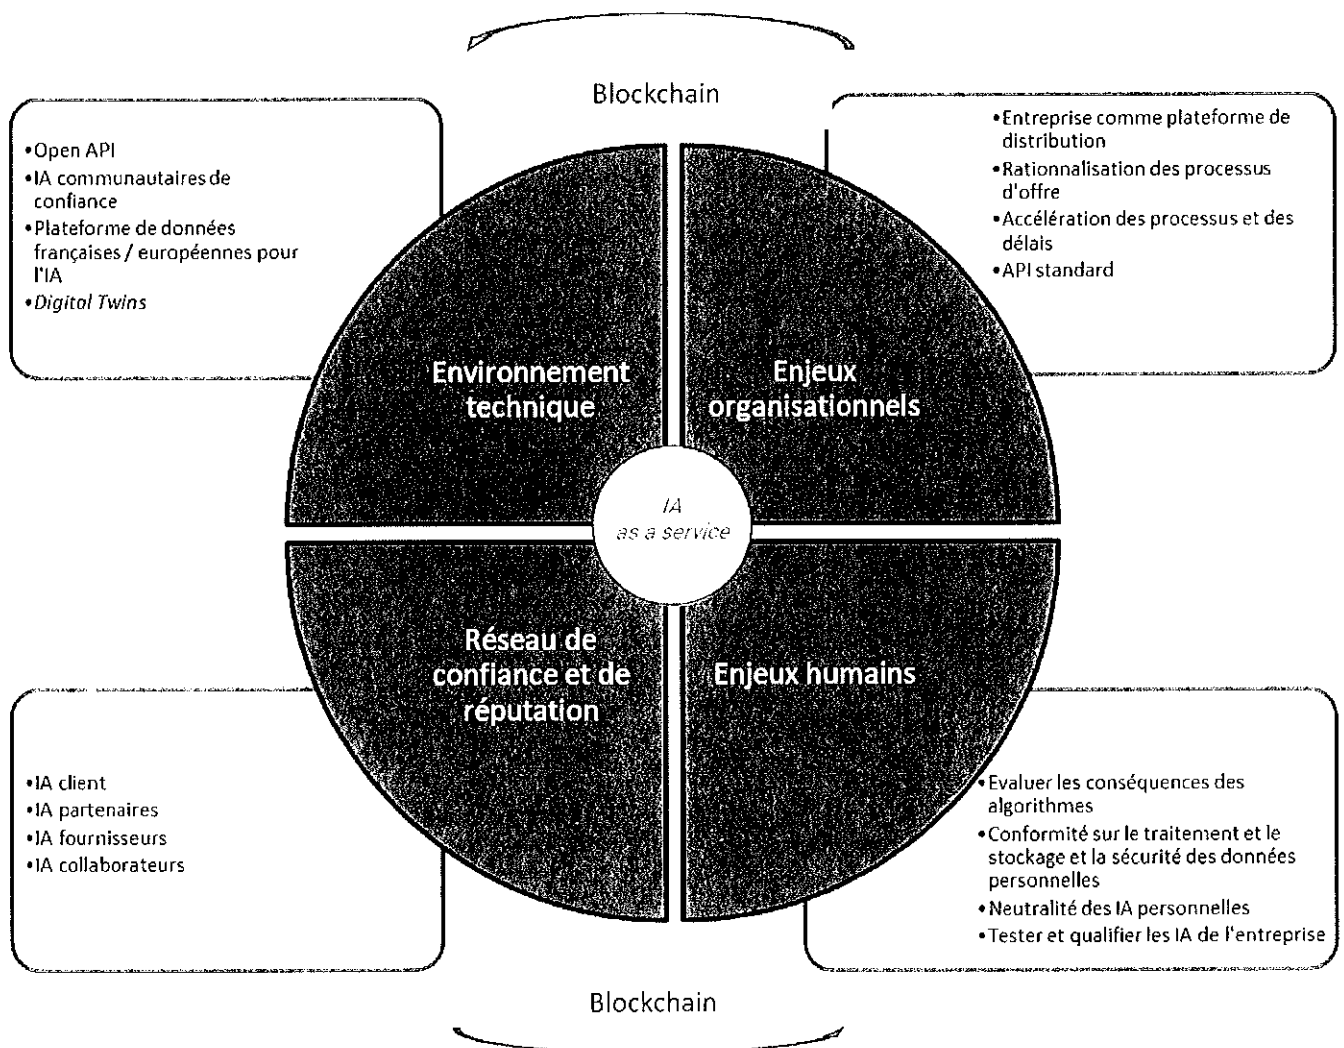 Blockchain
•Open API
•IA communautaires de
confiance
•Plateforme de données
françaises / européennes pour
l'IA
•Digital Twins
•Entreprise comme plateforme de
distribution
•Rationnalisation des processus
d'offre
•Accélération des processus et des
délais
•API standard
Environnement
technique
Enjeux
organisationnels
IA
as a service
Réseau de
confiance et de
réputation
Enjeux humains
•IA client
•IA partenaires
•IA fournisseurs
•IA collaborateurs
•Evaluer les conséquences des
algorithmes
•Conformité sur le traitement et le
stockage et la sécurité des données
personnelles
•Neutralité des IA personnelles
•Tester et qualifier les IA de l'entreprise
Blockchain